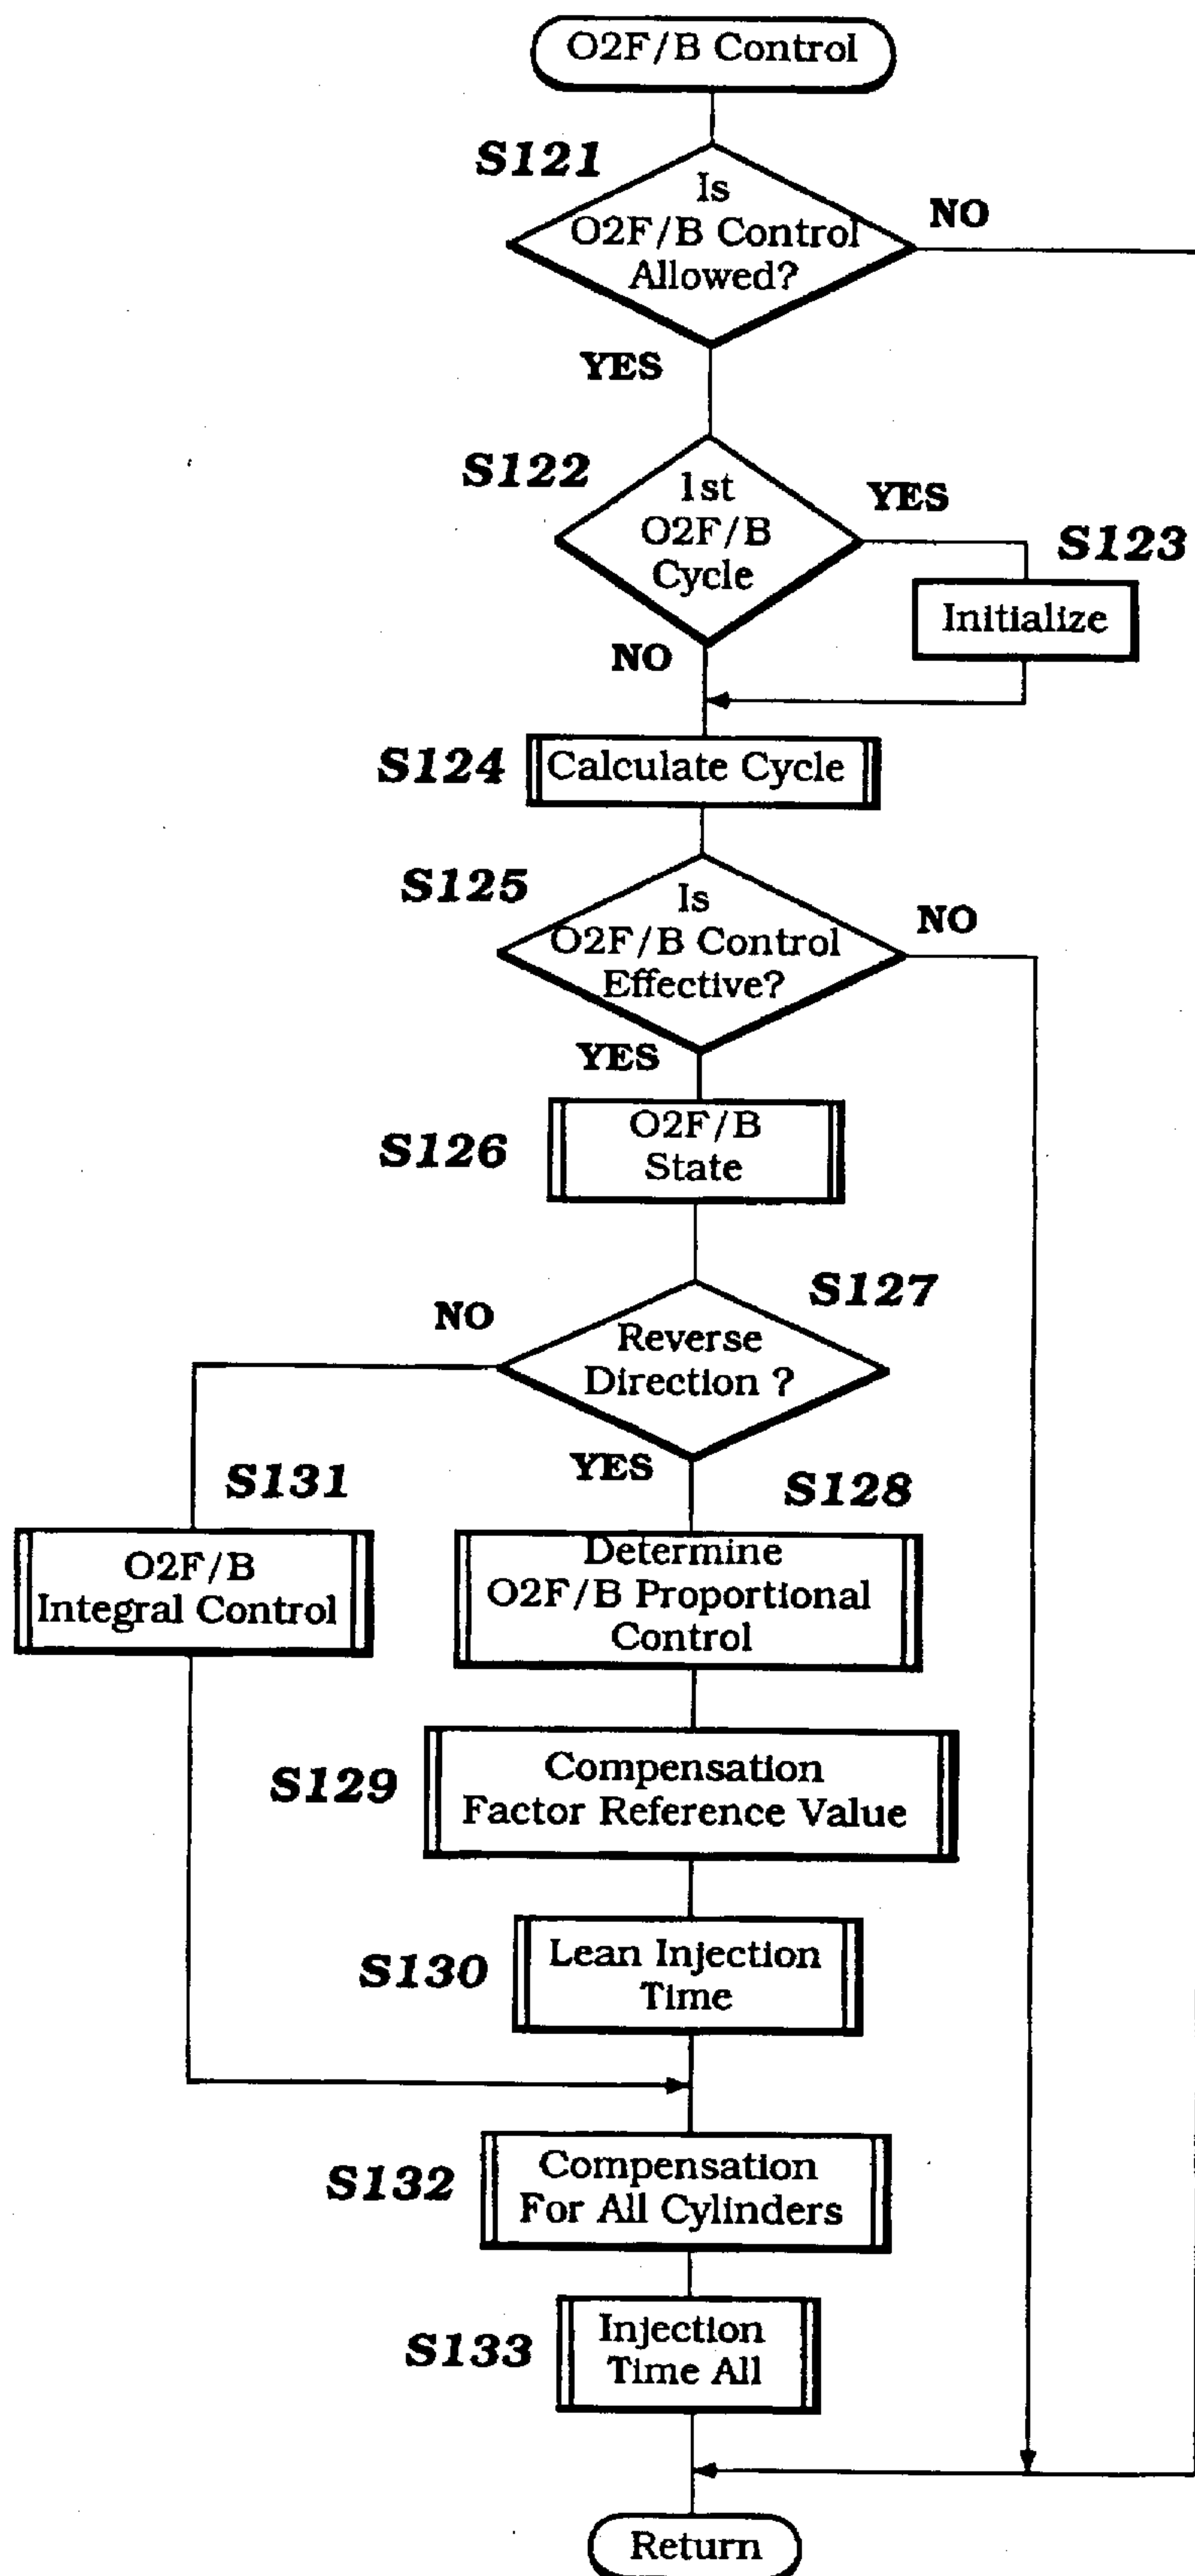 O2F/B Control
S121
Is
O2F/B Control
Allowed?
NO
YES
S122
1st
O2F/B
Cycle
YES
S123
Initialize
NO
S124
Calculate Cycle
S125
Is
O2F/B Control
Effective?
NO
YES
S126
O2F/B
State
S127
NO
Reverse
Direction ?
YES
S131
S128
O2F/B
Integral Control
Determine
O2F/B Proportional
Control
S129
Compensation
Factor Reference Value
S130
Lean Injection
Time
S132
Compensation
For All Cylinders
S133
Injection
Time All
Return